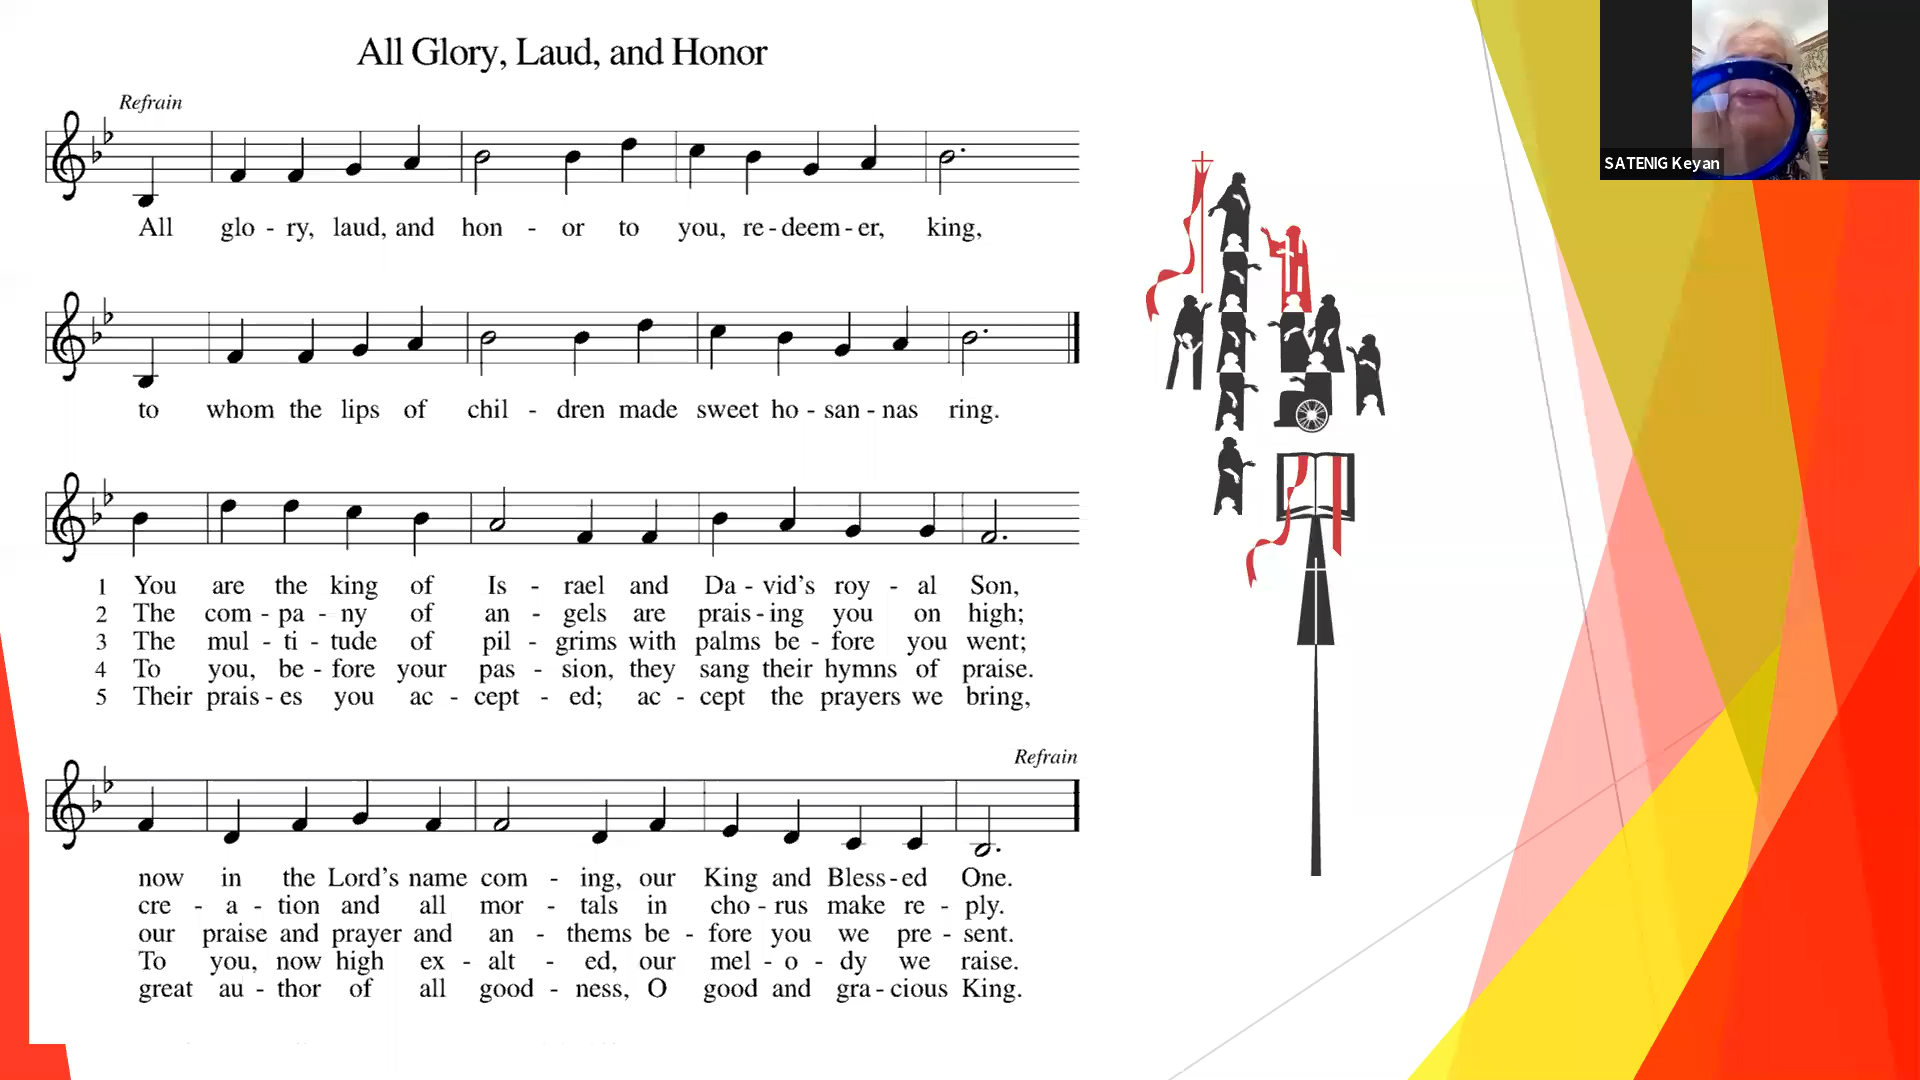 All Glory, Laud, and Honor
Refrain
All glo - ry, laud, and hon - or to you, re - deem - er, king,
to whom the lips of chil - dren made sweet ho - san - nas ring.
1 You are the king of Is - rael and Da - vid's roy - al Son,
2 The com - pa - ny of an - gels are prais - ing you on high;
3 The mul - ti - tude of pil - grims with palms be - fore you went;
4 To you, be - fore your pas - sion, they sang their hymns of praise.
5 Their prais - es you ac - cept - ed; ac - cept the prayers we bring,
Refrain
now in the Lord's name com - ing, our King and Bless - ed One.
cre - a - tion and all mor - tals in cho - rus make re - ply.
our praise and prayer and an - thems be - fore you we pre - sent.
To you, now high ex - alt - ed, our mel - o - dy we raise.
great au - thor of all good - ness, O good and gra - cious King.
SATENIG Keyan